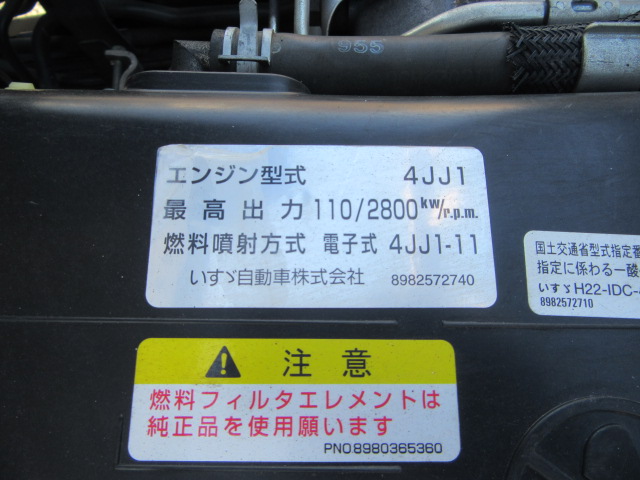 955
エンジン型式 4JJ1
最高出力 110/2800kw/r.p.m.
燃料噴射方式 電子式 4JJ1-11
いすゞ自動車株式会社 8982572740
国土交通省型式指定番
指定に係わる一酸
いすゞH22-IDC-
8982572710
注意
燃料フィルタエレメントは
純正品を使用願います
PNO8980365360